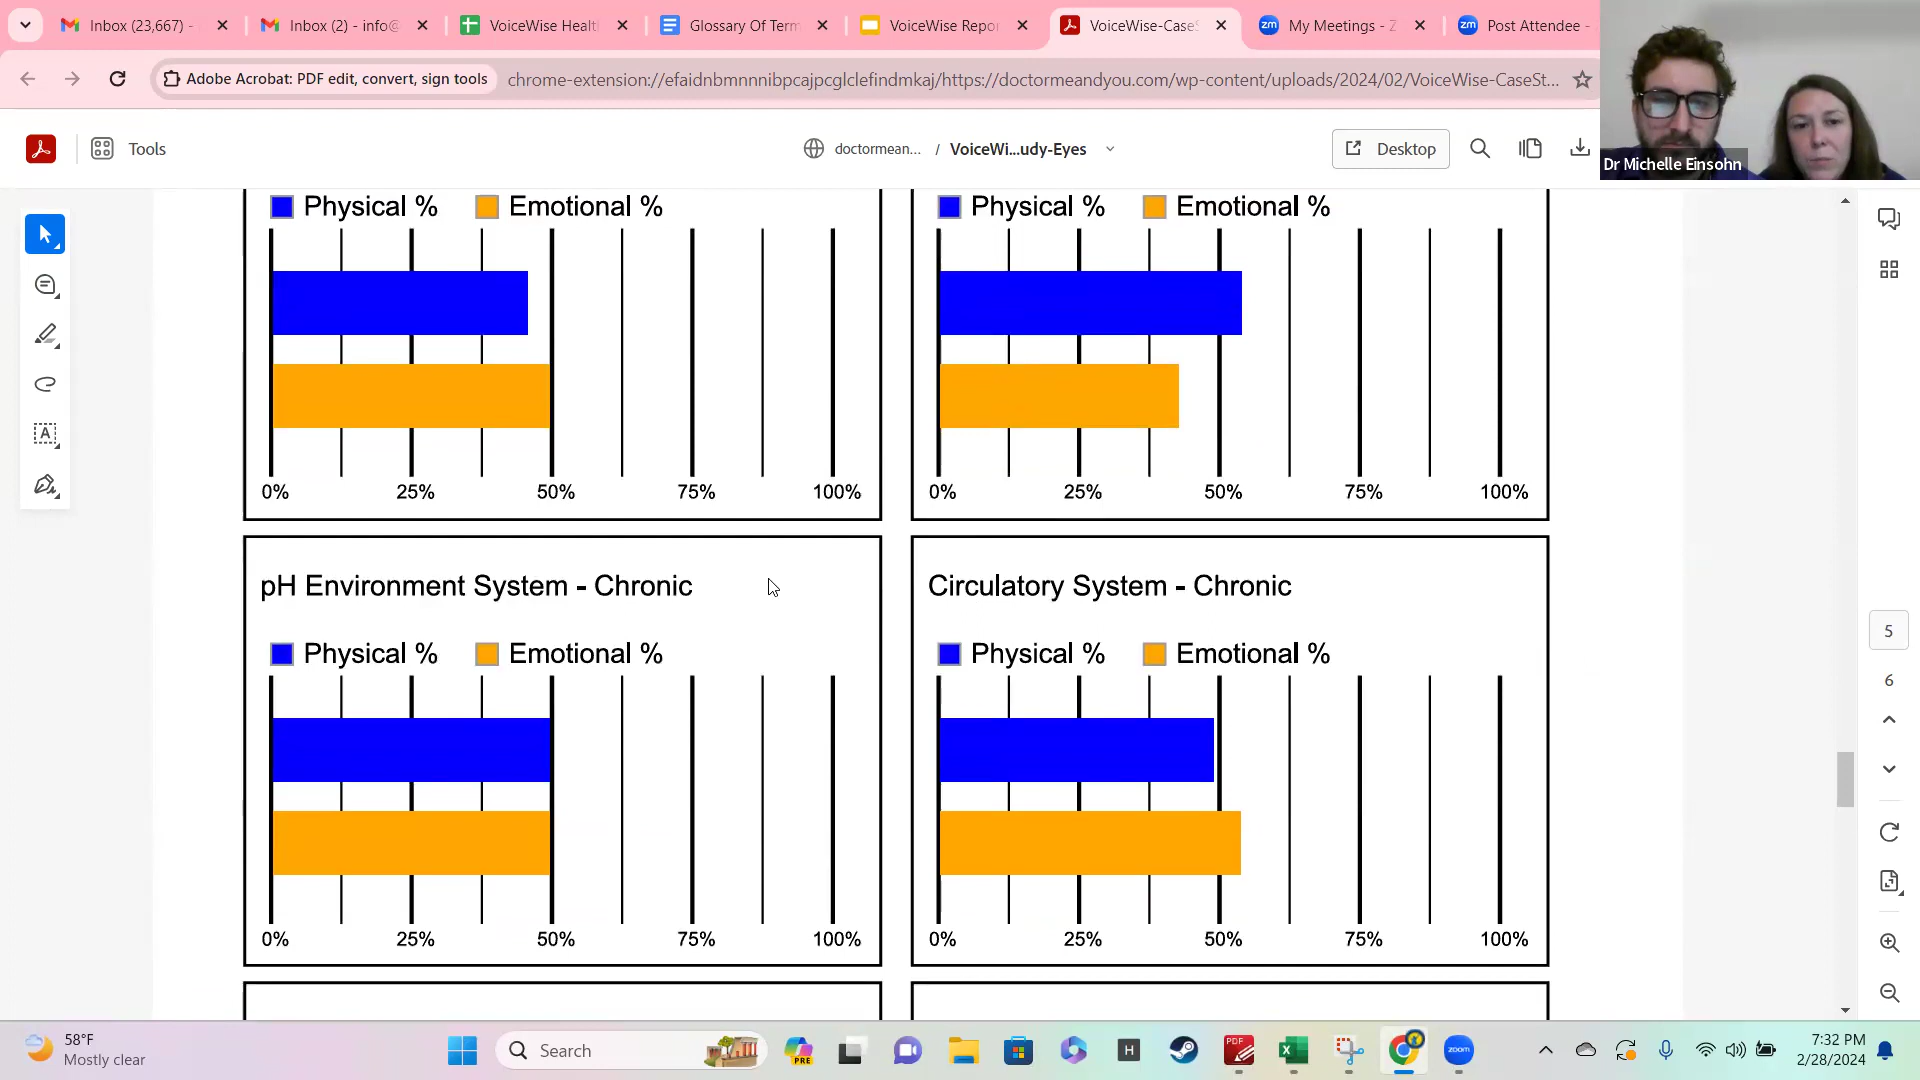 Inbox (23,667) -
Inbox (2) - info@
VoiceWise Healt
Glossary Of Term
VoiceWise Repor
VoiceWise-CaseS
My Meetings - Z
Post Attendee -
Adobe Acrobat: PDF edit, convert, sign tools
chrome-extension://efaidnbmnnnibpcajpcglclefindmkaj/https://doctormeandyou.com/wp-content/uploads/2024/02/VoiceWise-CaseSt...
Tools
doctormean... / VoiceWi...udy-Eyes
Desktop
Dr Michelle Einsohn
Physical % Emotional %
0% 25% 50% 75% 100%
Physical % Emotional %
0% 25% 50% 75% 100%
pH Environment System - Chronic
Physical % Emotional %
0% 25% 50% 75% 100%
Circulatory System - Chronic
Physical % Emotional %
0% 25% 50% 75% 100%
5
6
58°F
Mostly clear
Search
PRE
H
PDF
zoom
7:32 PM
2/28/2024